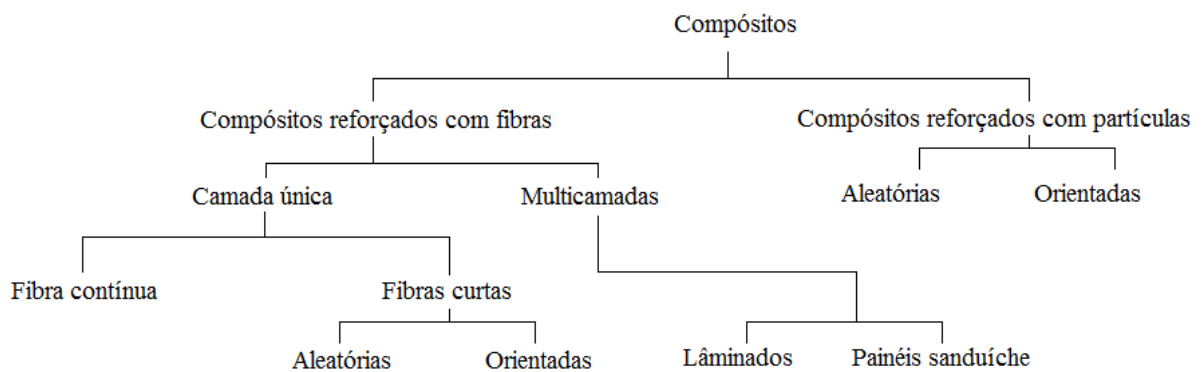 Compósitos
Compósitos reforçados com fibras
Compósitos reforçados com partículas
Camada única
Multicamadas
Aleatórias
Orientadas
Fibra contínua
Fibras curtas
Aleatórias
Orientadas
Lâminados
Painéis sanduíche